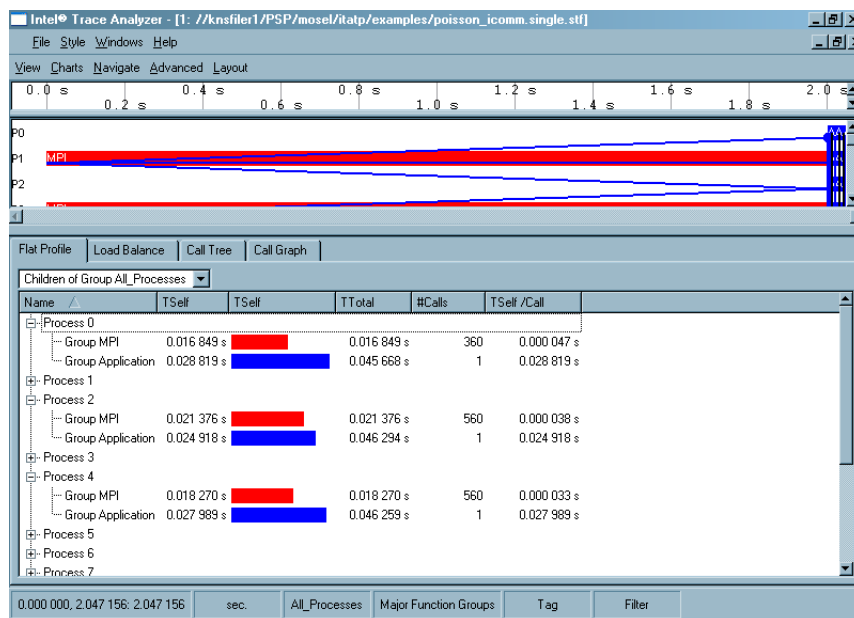 Intel® Trace Analyzer - [1: //knsfiler1/PSP/mosel/itatp/examples/poisson_icomm.single.stf]
File Style Windows Help
View Charts Navigate Advanced Layout
0.0 s 0.4 s 0.8 s 1.2 s 1.6 s 2.0 s
0.2 s 0.6 s 1.0 s 1.4 s 1.8 s
P0
P1 MPI
P2
Flat Profile Load Balance Call Tree Call Graph
Children of Group All_Processes
Name TSelf TSelf TTotal #Calls TSelf /Call
Process 0
Group MPI 0.016 849 s 0.016 849 s 360 0.000 047 s
Group Application 0.028 819 s 0.045 668 s 1 0.028 819 s
Process 1
Process 2
Group MPI 0.021 376 s 0.021 376 s 560 0.000 038 s
Group Application 0.024 918 s 0.046 294 s 1 0.024 918 s
Process 3
Process 4
Group MPI 0.018 270 s 0.018 270 s 560 0.000 033 s
Group Application 0.027 989 s 0.046 259 s 1 0.027 989 s
Process 5
Process 6
Process 7
0.000 000, 2.047 156: 2.047 156 sec. All_Processes Major Function Groups Tag Filter